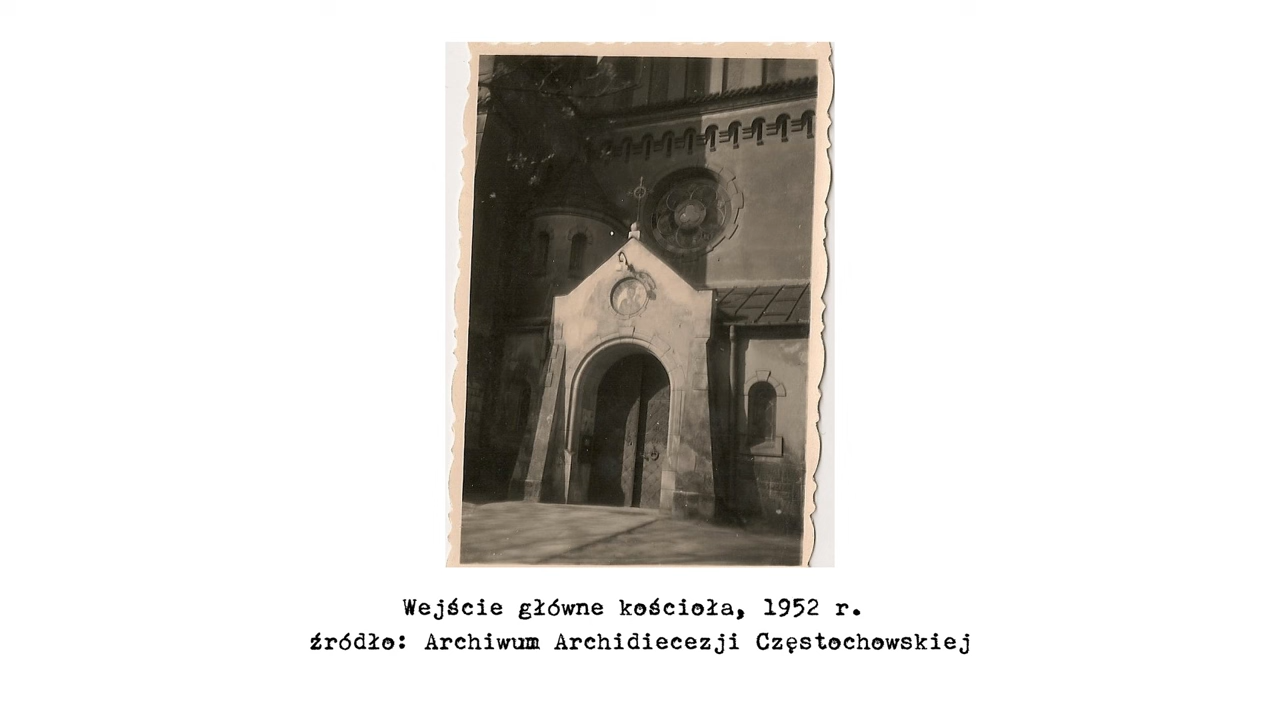 Wejście główne kościoła, 1952 r.
źródło: Archiwum Archidiecezji Częstochowskiej